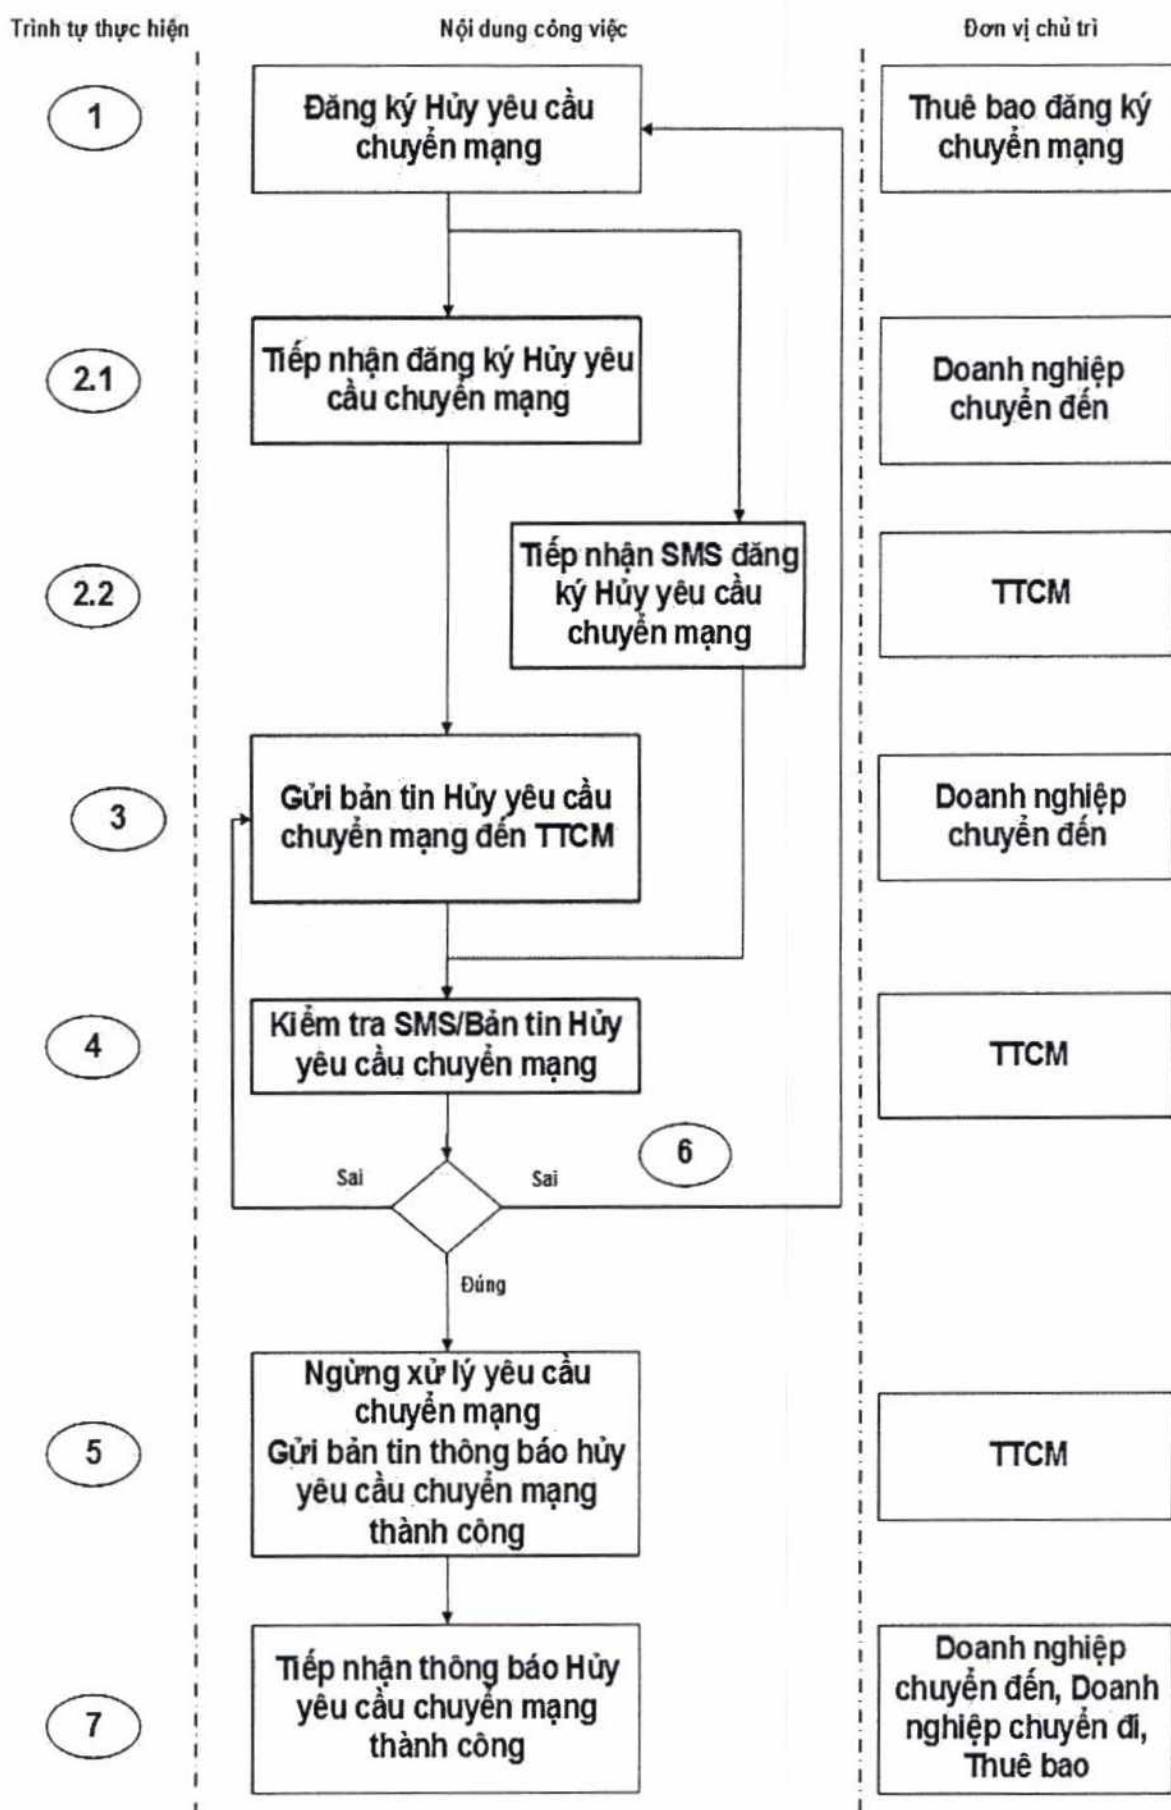 Trình tự thực hiện
Nội dung công việc
Đơn vị chủ trì
1
Đăng ký Hủy yêu cầu
chuyển mạng
Thuê bao đăng ký
chuyển mạng
2.1
Tiếp nhận đăng ký Hủy yêu
cầu chuyển mạng
Doanh nghiệp
chuyển đến
2.2
Tiếp nhận SMS đăng
ký Hủy yêu cầu
chuyển mạng
TTCM
3
Gửi bản tin Hủy yêu cầu
chuyển mạng đến TTCM
Doanh nghiệp
chuyển đến
4
Kiểm tra SMS/Bản tin Hủy
yêu cầu chuyển mạng
TTCM
6
Sai
Sai
Đúng
5
Ngừng xử lý yêu cầu
chuyển mạng
Gửi bản tin thông báo hủy
yêu cầu chuyển mạng
thành công
TTCM
7
Tiếp nhận thông báo Hủy
yêu cầu chuyển mạng
thành công
Doanh nghiệp
chuyển đến, Doanh
nghiệp chuyển đi,
Thuê bao